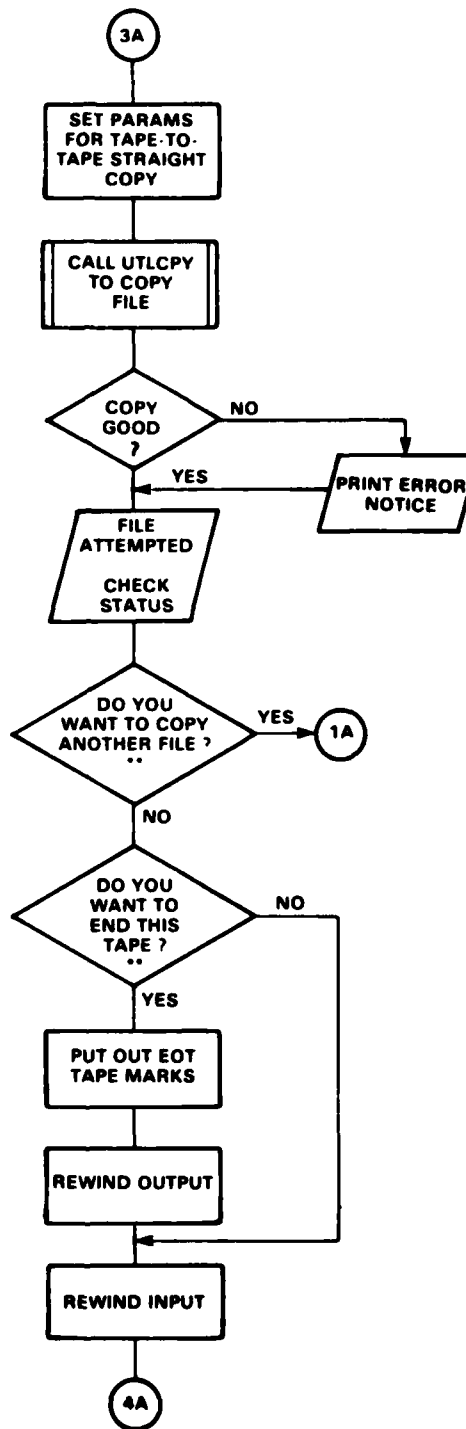 3A
SET PARAMS
FOR TAPE-TO-
TAPE STRAIGHT
COPY
CALL UTLCPY
TO COPY
FILE
COPY
GOOD
?
NO
YES
PRINT ERROR
NOTICE
FILE
ATTEMPTED
CHECK
STATUS
DO YOU
WANT TO COPY
ANOTHER FILE ?
**
YES
1A
NO
DO YOU
WANT TO
END THIS
TAPE ?
**
NO
YES
PUT OUT EOT
TAPE MARKS
REWIND OUTPUT
REWIND INPUT
4A